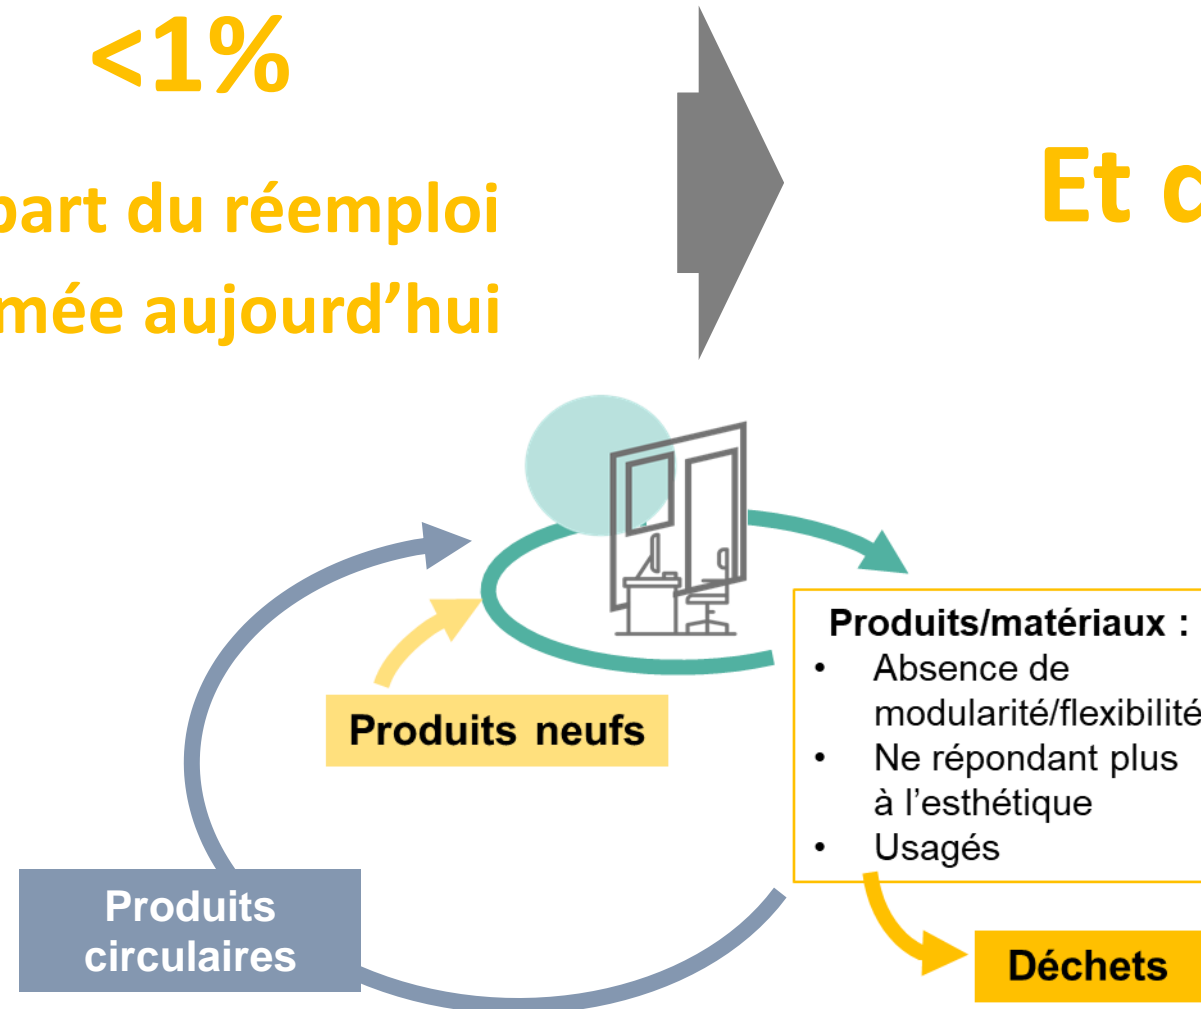 <1%
part du réemploi
mée aujourd’hui
Et
Produits/matériaux :
• Absence de
modularité/flexibilité
• Ne répondant plus
à l’esthétique
• Usagés
Produits neufs
Produits
circulaires
Déchets